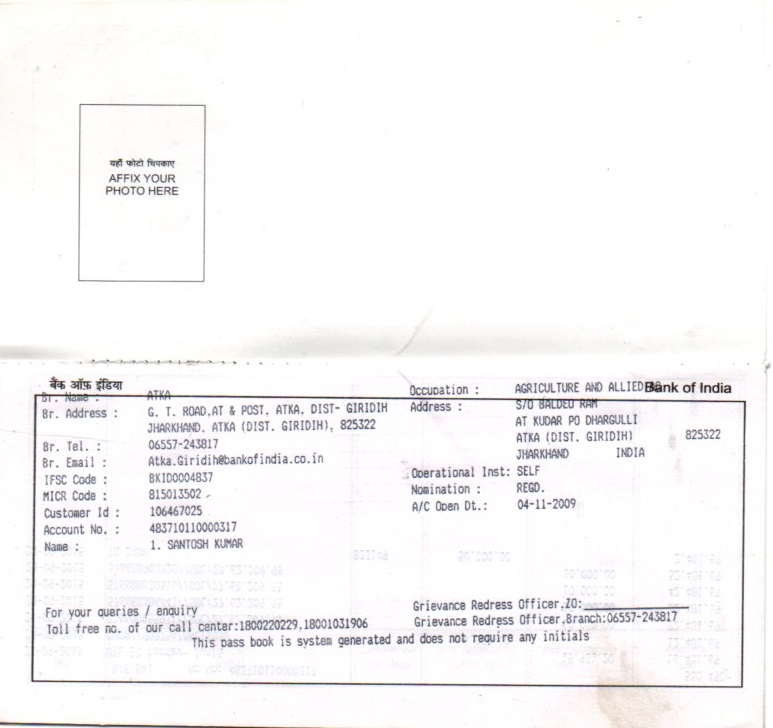 यहाँ फोटो चिपकाए
AFFIX YOUR
PHOTO HERE
बैंक ऑफ़ इंडिया
Bank of India
Br. Name : ATKA
Br. Address : G. T. ROAD,AT & POST, ATKA, DIST- GIRIDIH
JHARKHAND, ATKA (DIST. GIRIDIH), 825322
Br. Tel. : 06557-243817
Br. Email : Atka.Giridih@bankofindia.co.in
IFSC Code : BKID0004837
MICR Code : 815013502
Customer Id : 106467025
Account No. : 483710110000317
Name : 1. SANTOSH KUMAR
Occupation : AGRICULTURE AND ALLIED
Address : S/O BALDEO RAM
AT KUDAR PO DHARGULLI
ATKA (DIST. GIRIDIH) 825322
JHARKHAND INDIA
Operational Inst: SELF
Nomination : REGD.
A/C Open Dt.: 04-11-2009
For your queries / enquiry
Toll free no. of our call center:1800220229,18001031906
Grievance Redress Officer,ZO:
Grievance Redress Officer,Branch:06557-243817
This pass book is system generated and does not require any initials